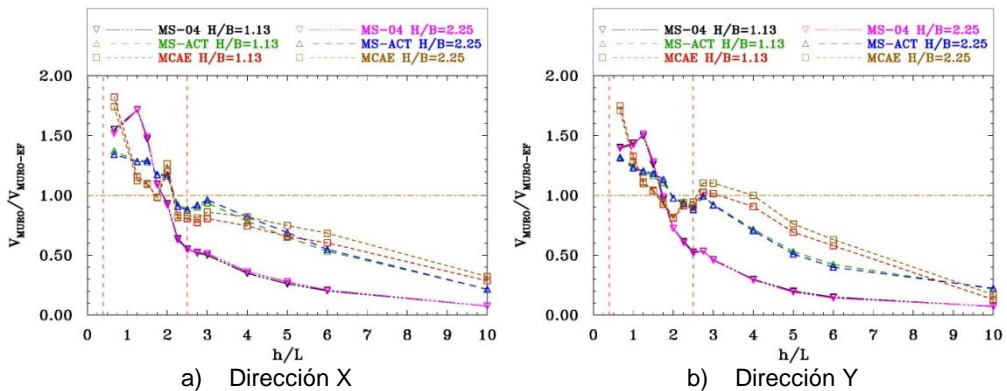 MS-04 H/B=1.13 MS-04 H/B=2.25
MS-ACT H/B=1.13 MS-ACT H/B=2.25
MCAE H/B=1.13 MCAE H/B=2.25
2.00
1.50
1.00
0.50
0.00
V_MURO/V_MURO-EF
0 1 2 3 4 5 6 7 8 9 10
h/L
a) Dirección X
MS-04 H/B=1.13 MS-04 H/B=2.25
MS-ACT H/B=1.13 MS-ACT H/B=2.25
MCAE H/B=1.13 MCAE H/B=2.25
2.00
1.50
1.00
0.50
0.00
V_MURO/V_MURO-EF
0 1 2 3 4 5 6 7 8 9 10
h/L
b) Dirección Y